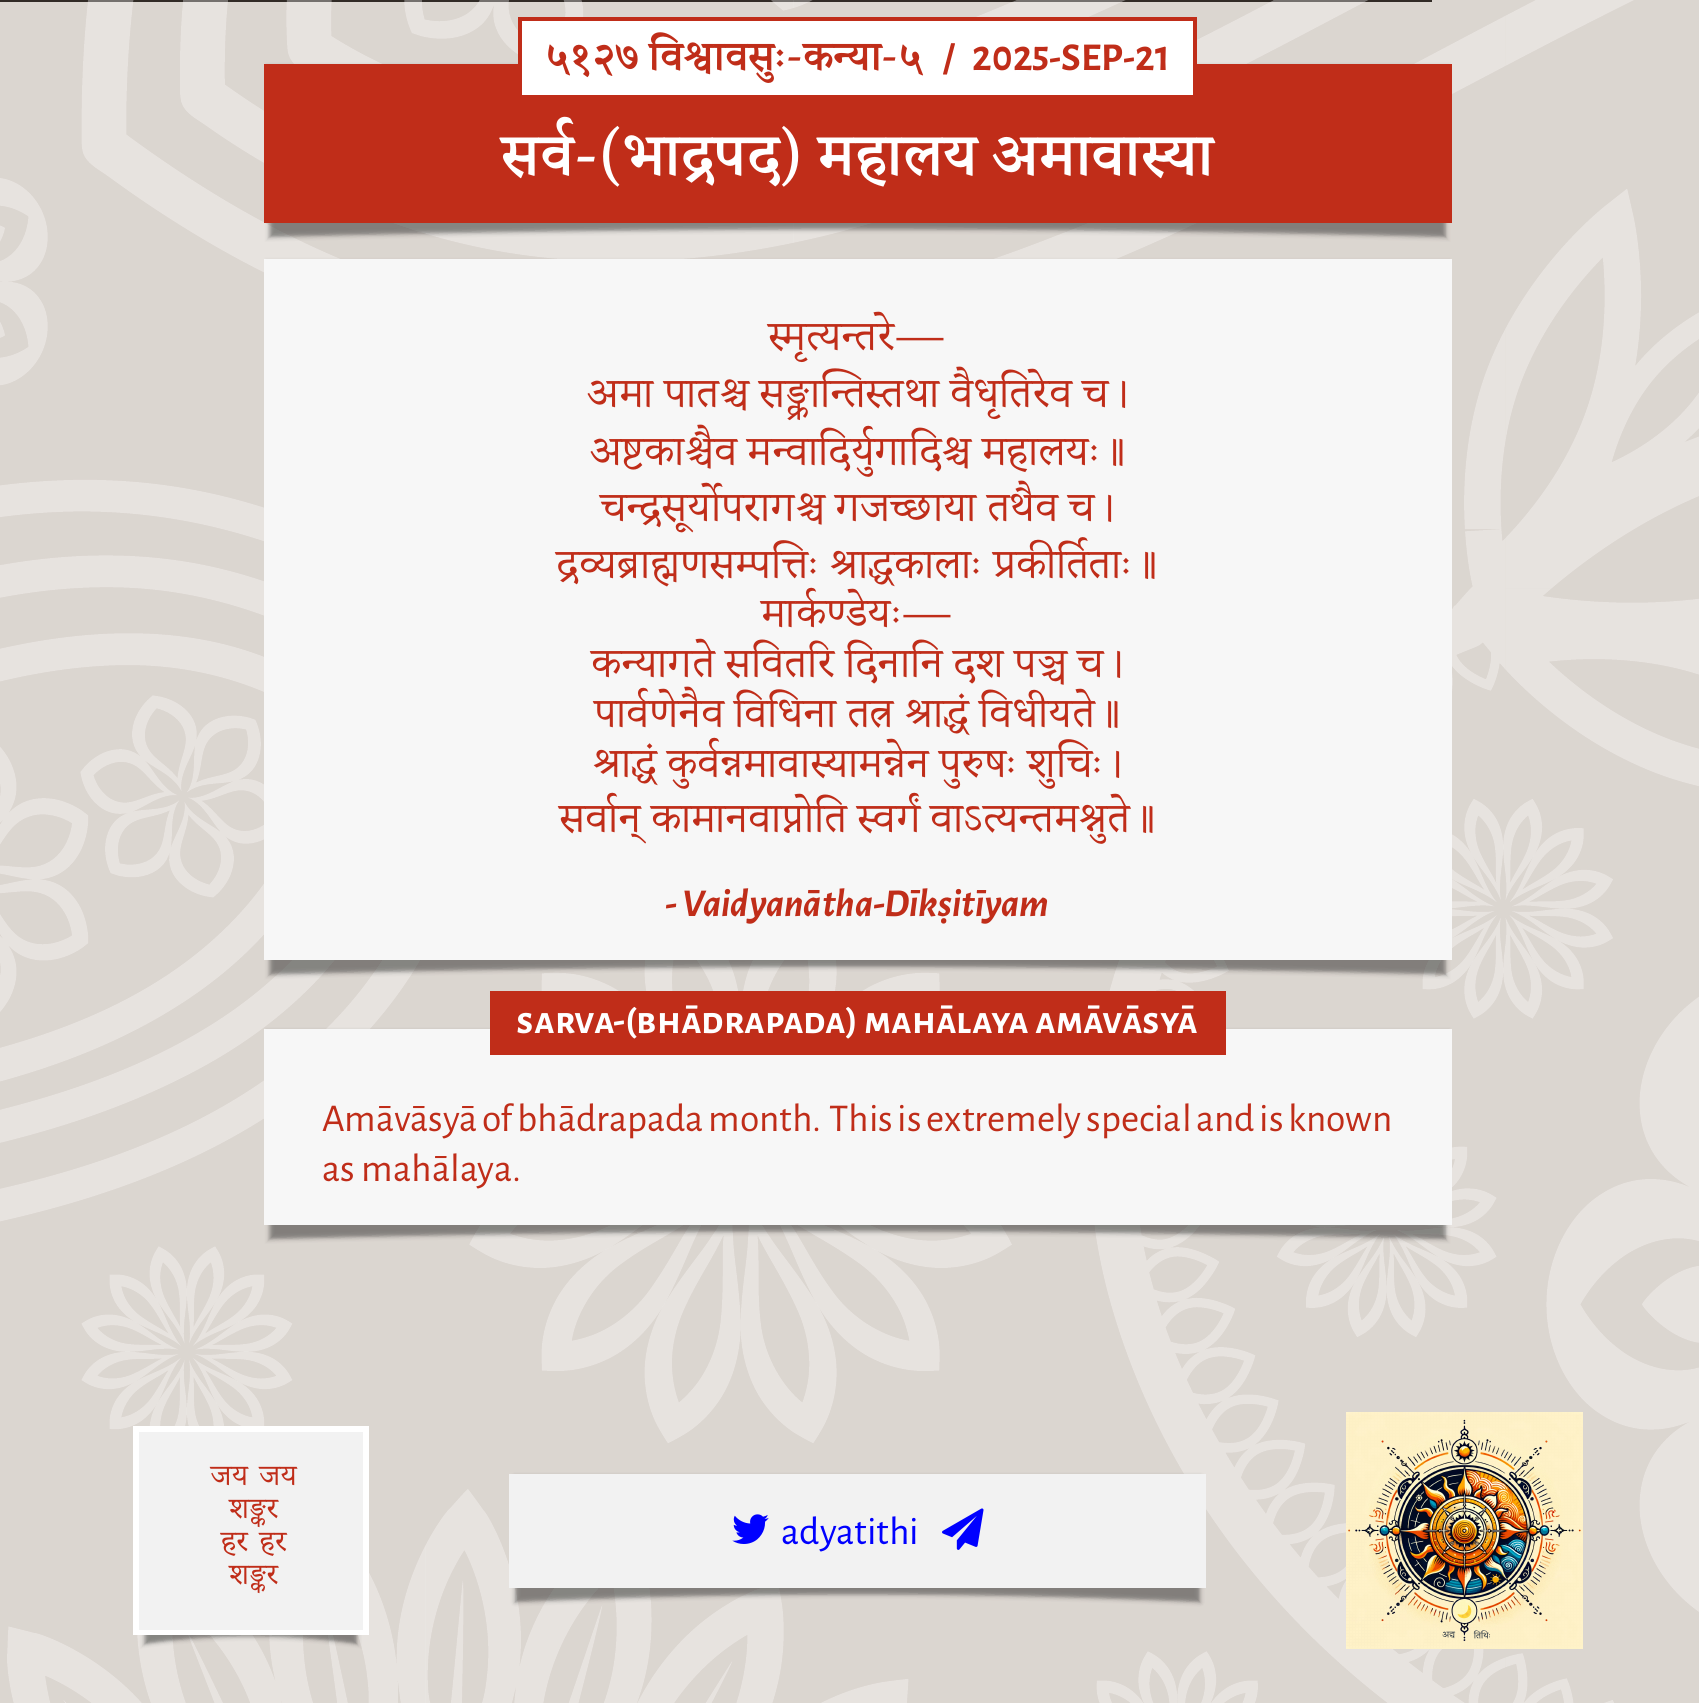 ५१२७ विश्वावसुः-कन्या-५ / 2025-SEP-21
सर्व-(भाद्रपद) महालय अमावास्या
स्मृत्यन्तरे—
अमा पातश्च सङ्क्रान्तिस्तथा वैधृतिरेव च।
अष्टकाश्चैव मन्वादिर्युगादिश्च महालयः॥
चन्द्रसूर्योपरागश्च गजच्छाया तथैव च।
द्रव्यब्राह्मणसम्पत्तिः श्राद्धकालाः प्रकीर्तिताः॥
मार्कण्डेयः—
कन्यागते सवितरि दिनानि दश पञ्च च।
पार्वणेनैव विधिना तत्र श्राद्धं विधीयते॥
श्राद्धं कुर्वन्नमावास्यामन्नेन पुरुषः शुचिः।
सर्वान् कामानवाप्नोति स्वर्गं वाऽत्यन्तमश्नुते॥
- Vaidyanātha-Dīkṣitīyam
SARVA-(BHĀDRAPADA) MAHĀLAYA AMĀVĀSYĀ
Amāvāsyā of bhādrapada month. This is extremely special and is known
as mahālaya.
जय जय
शङ्कर
हर हर
शङ्कर
adyatithi
अद्य तिथिः